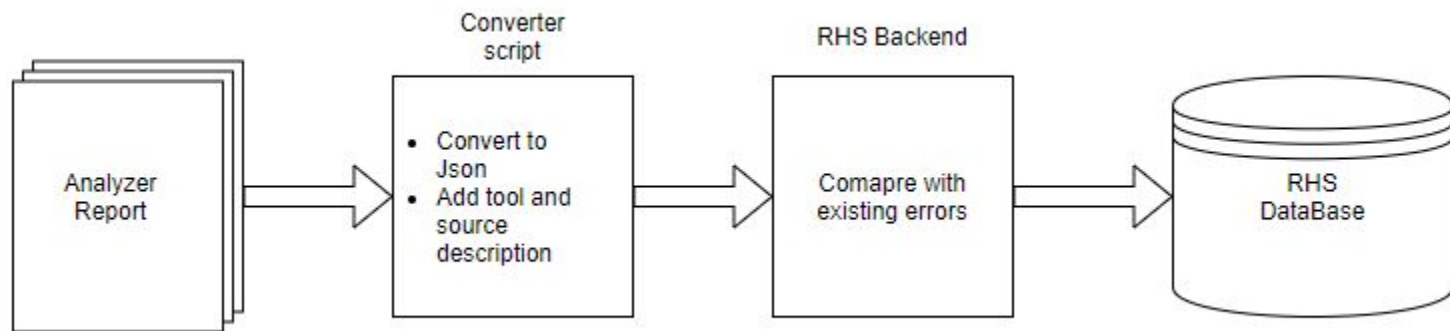 Converter
script
RHS Backend
Analyzer
Report
• Convert to
Json
• Add tool and
source
description
Comapre with
existing errors
RHS
DataBase